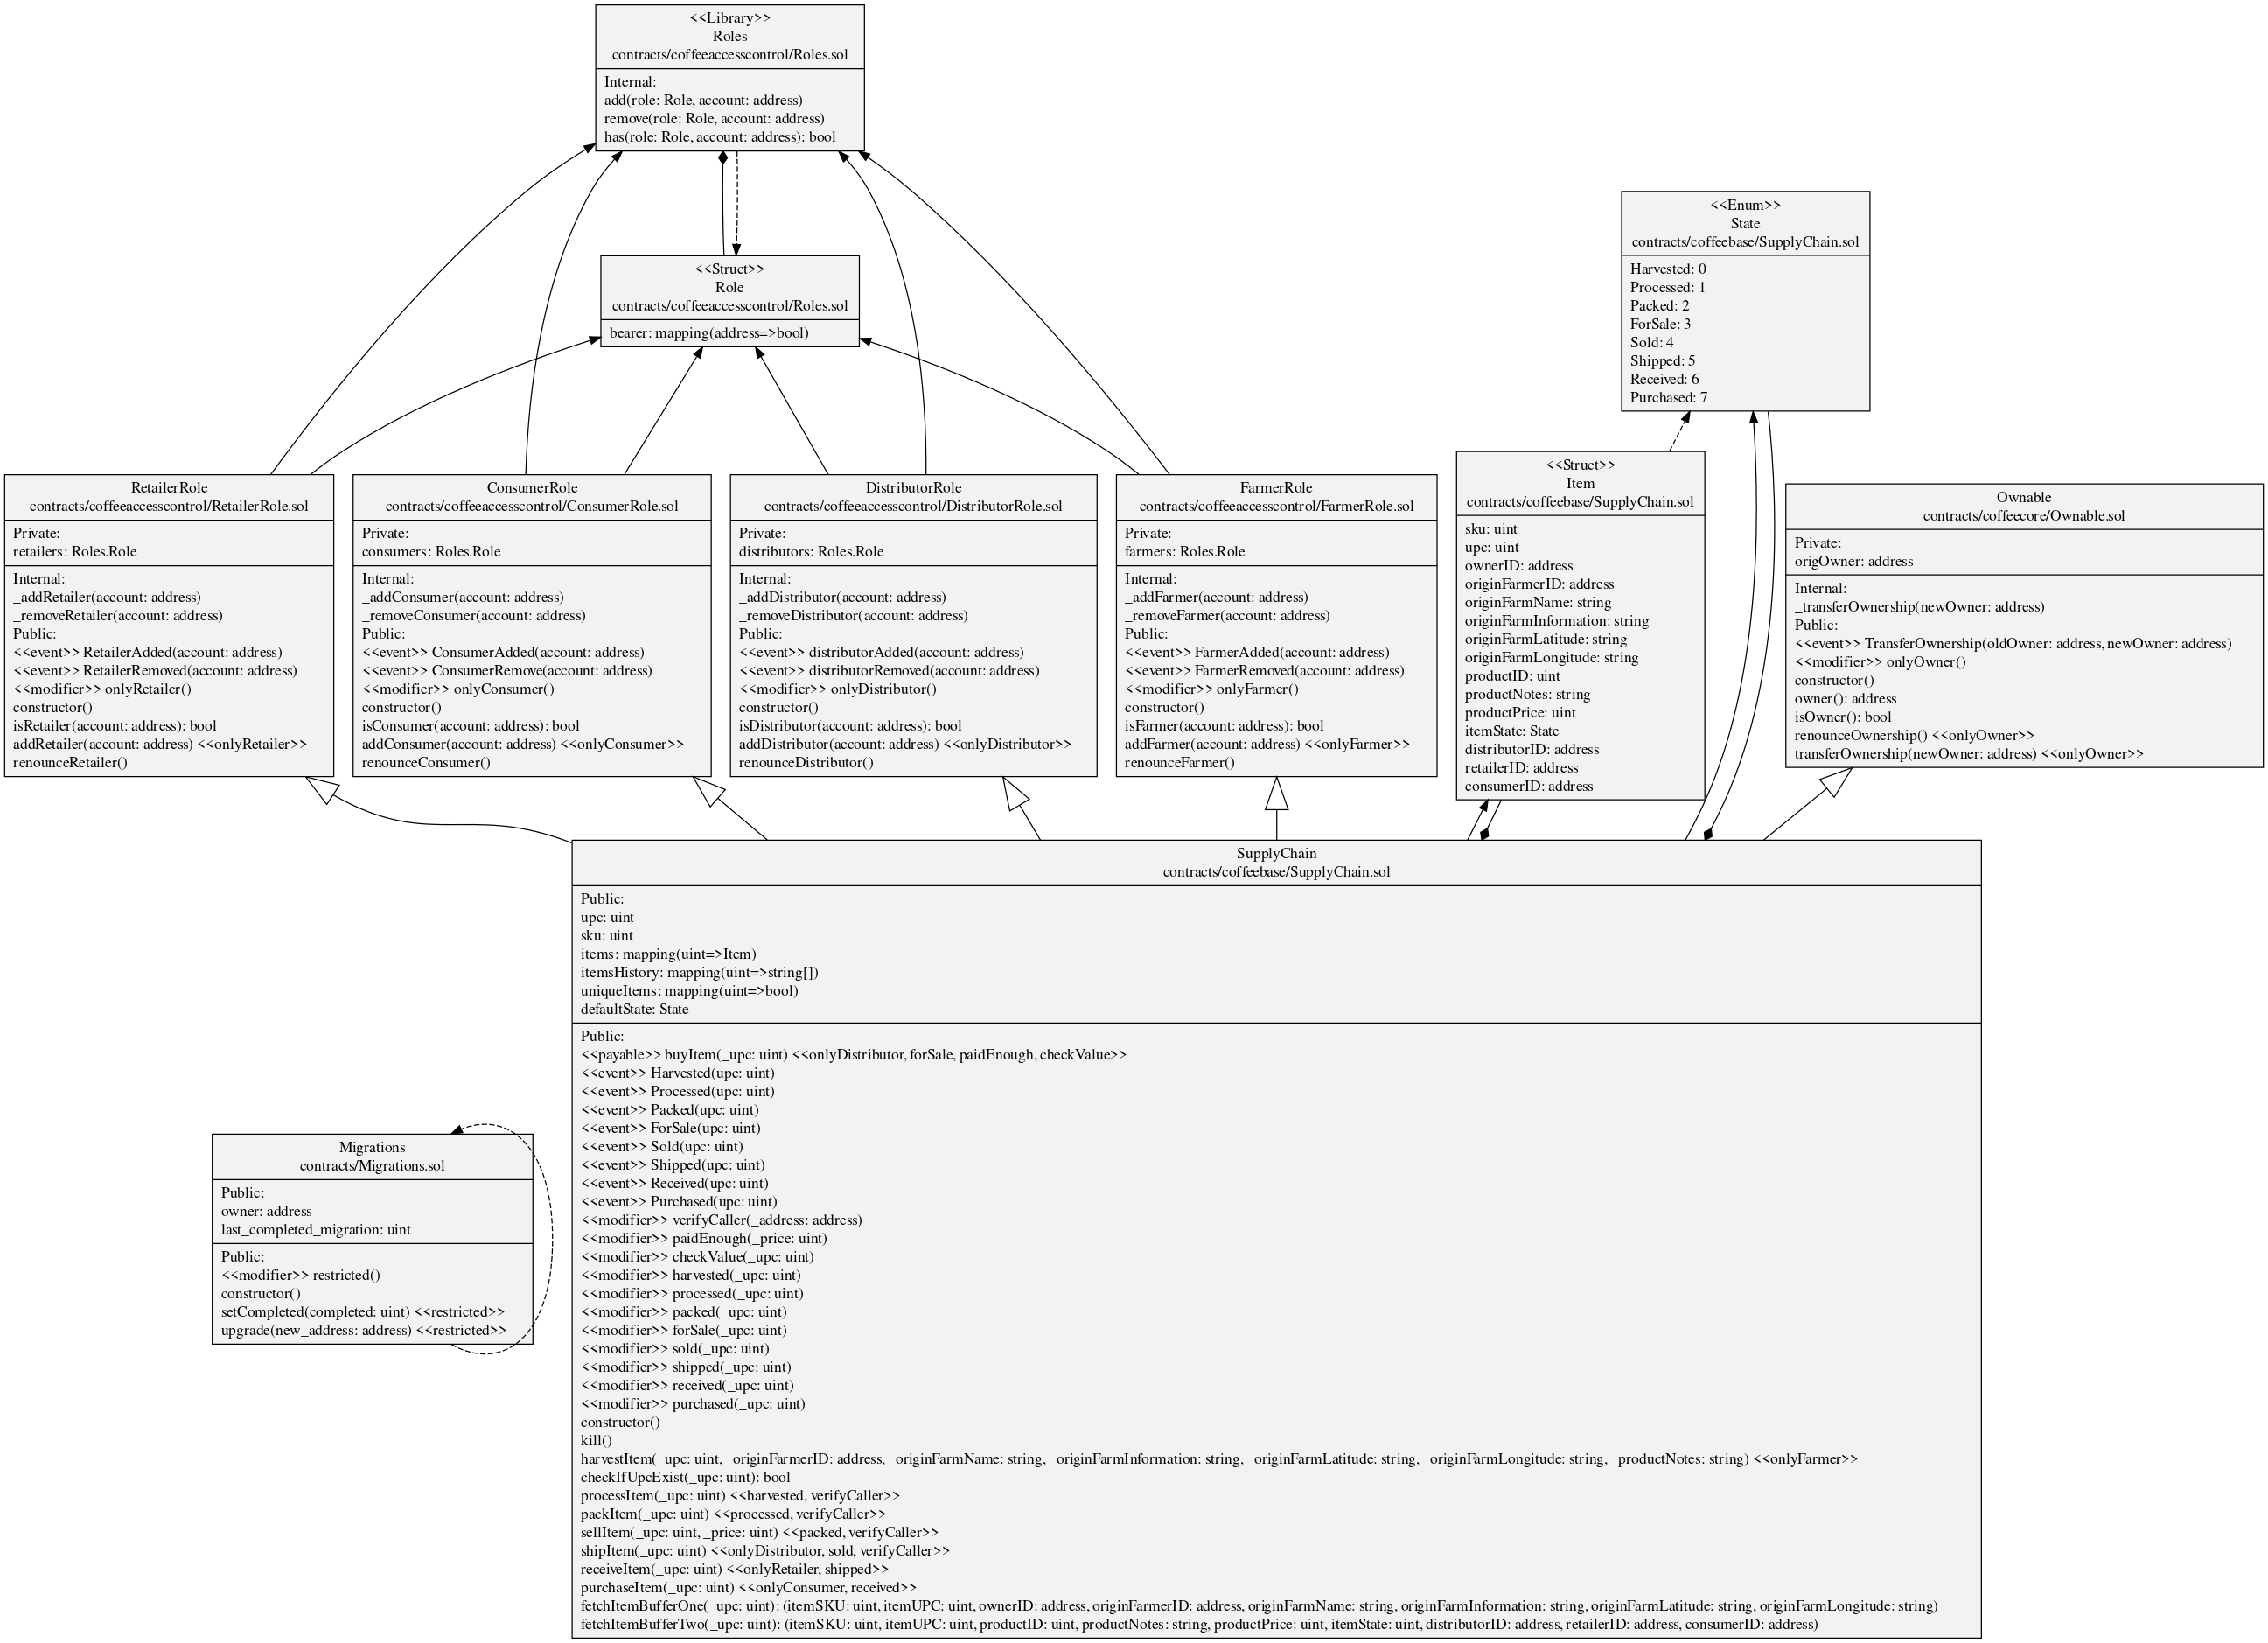 <<Library>>
Roles
contracts/coffeeaccesscontrol/Roles.sol
Internal:
add(role: Role, account: address)
remove(role: Role, account: address)
has(role: Role, account: address): bool
<<Struct>>
Role
contracts/coffeeaccesscontrol/Roles.sol
bearer: mapping(address=>bool)
<<Enum>>
State
contracts/coffeebase/SupplyChain.sol
Harvested: 0
Processed: 1
Packed: 2
ForSale: 3
Sold: 4
Shipped: 5
Received: 6
Purchased: 7
RetailerRole
contracts/coffeeaccesscontrol/RetailerRole.sol
Private:
retailers: Roles.Role
Internal:
_addRetailer(account: address)
_removeRetailer(account: address)
Public:
<<event>> RetailerAdded(account: address)
<<event>> RetailerRemoved(account: address)
<<modifier>> onlyRetailer()
constructor()
isRetailer(account: address): bool
addRetailer(account: address) <<onlyRetailer>>
renounceRetailer()
ConsumerRole
contracts/coffeeaccesscontrol/ConsumerRole.sol
Private:
consumers: Roles.Role
Internal:
_addConsumer(account: address)
_removeConsumer(account: address)
Public:
<<event>> ConsumerAdded(account: address)
<<event>> ConsumerRemove(account: address)
<<modifier>> onlyConsumer()
constructor()
isConsumer(account: address): bool
addConsumer(account: address) <<onlyConsumer>>
renounceConsumer()
DistributorRole
contracts/coffeeaccesscontrol/DistributorRole.sol
Private:
distributors: Roles.Role
Internal:
_addDistributor(account: address)
_removeDistributor(account: address)
Public:
<<event>> distributorAdded(account: address)
<<event>> distributorRemoved(account: address)
<<modifier>> onlyDistributor()
constructor()
isDistributor(account: address): bool
addDistributor(account: address) <<onlyDistributor>>
renounceDistributor()
FarmerRole
contracts/coffeeaccesscontrol/FarmerRole.sol
Private:
farmers: Roles.Role
Internal:
_addFarmer(account: address)
_removeFarmer(account: address)
Public:
<<event>> FarmerAdded(account: address)
<<event>> FarmerRemoved(account: address)
<<modifier>> onlyFarmer()
constructor()
isFarmer(account: address): bool
addFarmer(account: address) <<onlyFarmer>>
renounceFarmer()
<<Struct>>
Item
contracts/coffeebase/SupplyChain.sol
sku: uint
upc: uint
ownerID: address
originFarmerID: address
originFarmName: string
originFarmInformation: string
originFarmLatitude: string
originFarmLongitude: string
productID: uint
productNotes: string
productPrice: uint
itemState: State
distributorID: address
retailerID: address
consumerID: address
Ownable
contracts/coffeecore/Ownable.sol
Private:
origOwner: address
Internal:
_transferOwnership(newOwner: address)
Public:
<<event>> TransferOwnership(oldOwner: address, newOwner: address)
<<modifier>> onlyOwner()
constructor()
owner(): address
isOwner(): bool
renounceOwnership() <<onlyOwner>>
transferOwnership(newOwner: address) <<onlyOwner>>
SupplyChain
contracts/coffeebase/SupplyChain.sol
Public:
upc: uint
sku: uint
items: mapping(uint=>Item)
itemsHistory: mapping(uint=>string[])
uniqueItems: mapping(uint=>bool)
defaultState: State
Public:
<<payable>> buyItem(_upc: uint) <<onlyDistributor, forSale, paidEnough, checkValue>>
<<event>> Harvested(upc: uint)
<<event>> Processed(upc: uint)
<<event>> Packed(upc: uint)
<<event>> ForSale(upc: uint)
<<event>> Sold(upc: uint)
<<event>> Shipped(upc: uint)
<<event>> Received(upc: uint)
<<event>> Purchased(upc: uint)
<<modifier>> verifyCaller(_address: address)
<<modifier>> paidEnough(_price: uint)
<<modifier>> checkValue(_upc: uint)
<<modifier>> harvested(_upc: uint)
<<modifier>> processed(_upc: uint)
<<modifier>> packed(_upc: uint)
<<modifier>> forSale(_upc: uint)
<<modifier>> sold(_upc: uint)
<<modifier>> shipped(_upc: uint)
<<modifier>> received(_upc: uint)
<<modifier>> purchased(_upc: uint)
constructor()
kill()
harvestItem(_upc: uint, _originFarmerID: address, _originFarmName: string, _originFarmInformation: string, _originFarmLatitude: string, _originFarmLongitude: string, _productNotes: string) <<onlyFarmer>>
checkIfUpcExist(_upc: uint): bool
processItem(_upc: uint) <<harvested, verifyCaller>>
packItem(_upc: uint) <<processed, verifyCaller>>
sellItem(_upc: uint, _price: uint) <<packed, verifyCaller>>
shipItem(_upc: uint) <<onlyDistributor, sold, verifyCaller>>
receiveItem(_upc: uint) <<onlyRetailer, shipped>>
purchaseItem(_upc: uint) <<onlyConsumer, received>>
fetchItemBufferOne(_upc: uint): (itemSKU: uint, itemUPC: uint, ownerID: address, originFarmerID: address, originFarmName: string, originFarmInformation: string, originFarmLatitude: string, originFarmLongitude: string)
fetchItemBufferTwo(_upc: uint): (itemSKU: uint, itemUPC: uint, productID: uint, productNotes: string, productPrice: uint, itemState: uint, distributorID: address, retailerID: address, consumerID: address)
Migrations
contracts/Migrations.sol
Public:
owner: address
last_completed_migration: uint
Public:
<<modifier>> restricted()
constructor()
setCompleted(completed: uint) <<restricted>>
upgrade(new_address: address) <<restricted>>